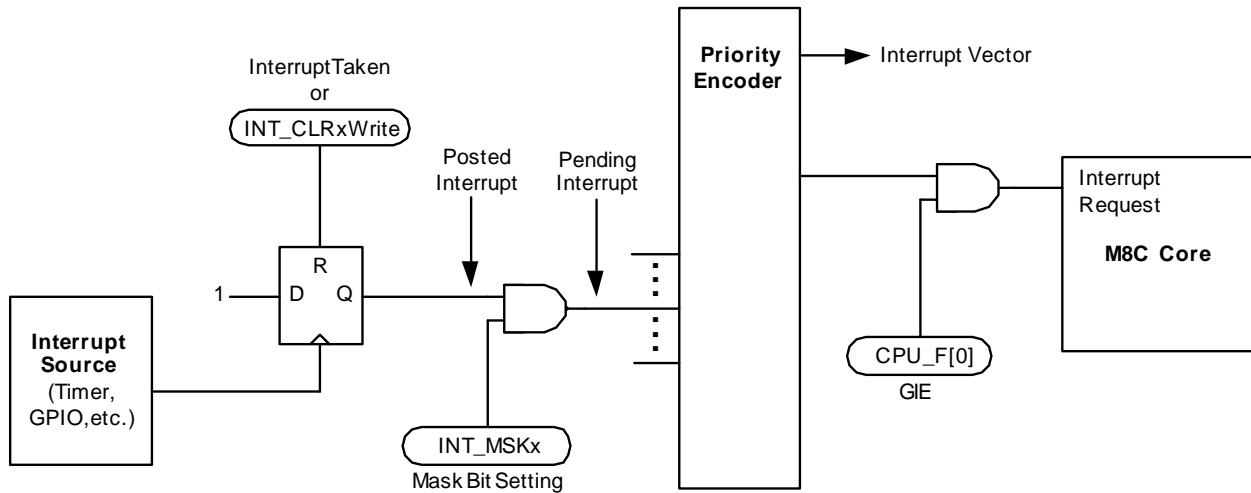 InterruptTaken
or
INT_CLRxWrite
Posted
Interrupt
Pending
Interrupt
Priority
Encoder
Interrupt Vector
Interrupt
Request
M8C Core
R
1
D
Q
Interrupt
Source
(Timer,
GPIO,etc.)
INT_MSKx
Mask Bit Setting
CPU_F[0]
GIE